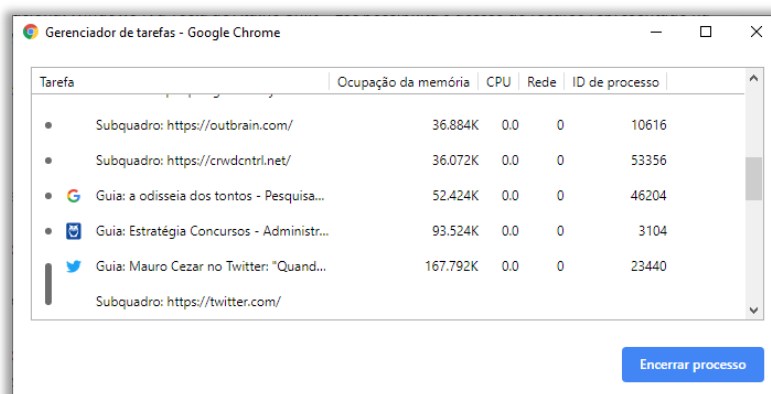 Gerenciador de tarefas - Google Chrome
Tarefa Ocupação da memória CPU Rede ID de processo
Subquadro: https://outbrain.com/ 36.884K 0.0 0 10616
Subquadro: https://crwdcntrl.net/ 36.072K 0.0 0 53356
Guia: a odisseia dos tontos - Pesquisa... 52.424K 0.0 0 46204
Guia: Estratégia Concursos - Administr... 93.524K 0.0 0 3104
Guia: Mauro Cezar no Twitter: "Quand... 167.792K 0.0 0 23440
Subquadro: https://twitter.com/
Encerrar processo